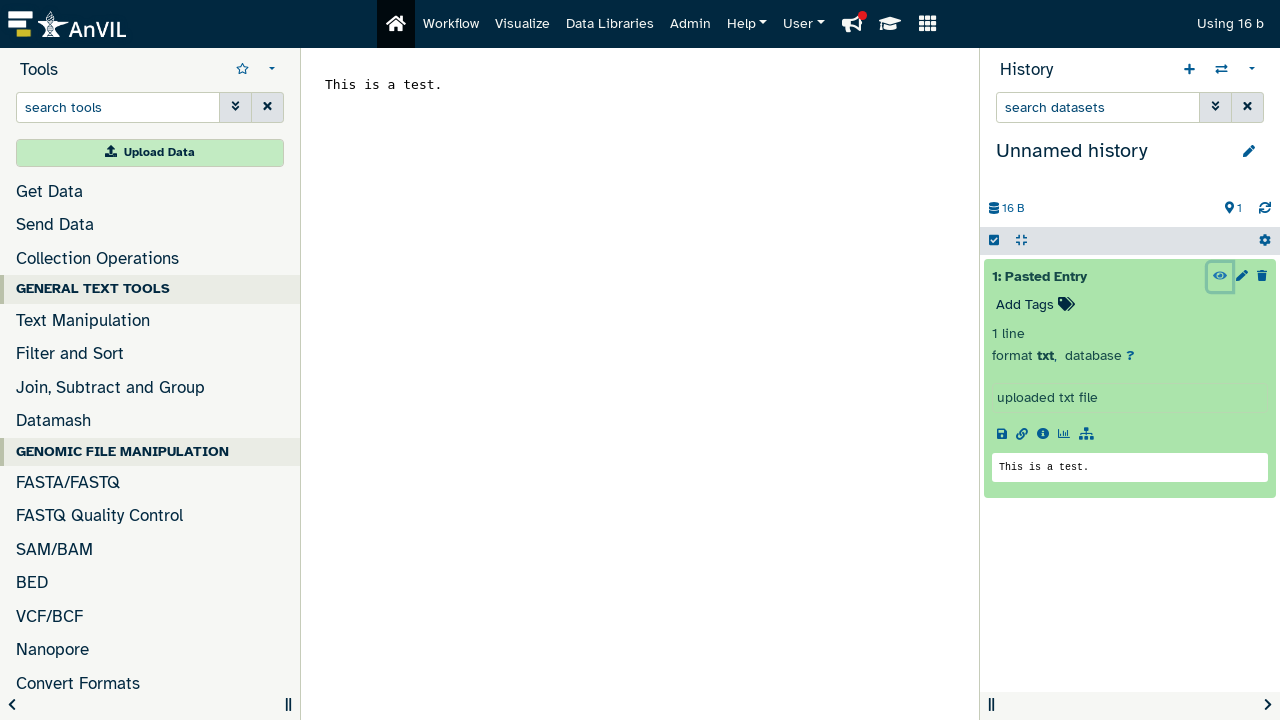 AnVIL
Workflow
Visualize
Data Libraries
Admin
Help
User
Using 16 b
Tools
search tools
Upload Data
Get Data
Send Data
Collection Operations
GENERAL TEXT TOOLS
Text Manipulation
Filter and Sort
Join, Subtract and Group
Datamash
GENOMIC FILE MANIPULATION
FASTA/FASTQ
FASTQ Quality Control
SAM/BAM
BED
VCF/BCF
Nanopore
Convert Formats
This is a test.
History
search datasets
Unnamed history
16 B
1
1: Pasted Entry
Add Tags
1 line
format txt, database ?
uploaded txt file
This is a test.